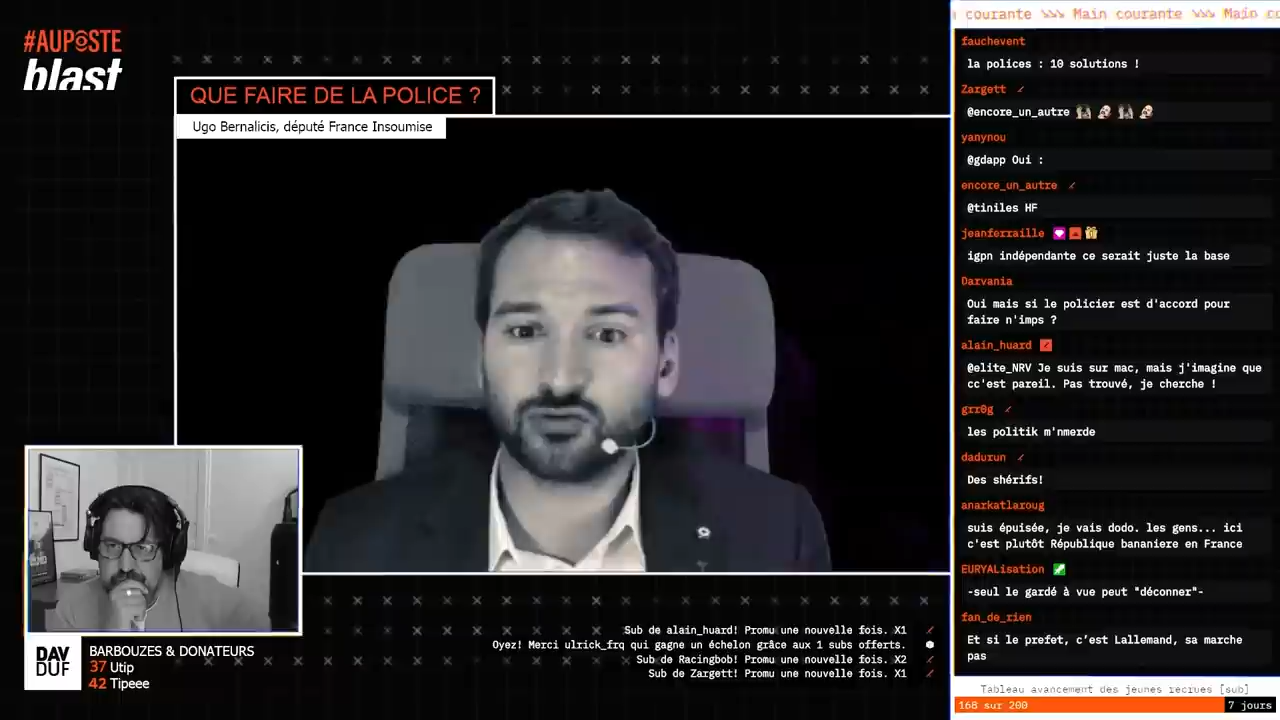 #AUPOSTE
blast
QUE FAIRE DE LA POLICE ?
Ugo Bernalicis, député France Insoumise
BARBOUZES & DONATEURS
37 Utip
42 Tipeee
DAV
DUF
Sub de alain_huard! Promu une nouvelle fois. X1
Oyez! Merci ulrick_frq qui gagne un échelon grâce aux 1 subs offerts.
Sub de Racingbob! Promu une nouvelle fois. X2
Sub de Zargett! Promu une nouvelle fois. X1
courante >>> Main courante >>> Main co
fauchevent
la polices : 10 solutions !
Zargett
@encore_un_autre
yanynou
@gdapp Oui :
encore_un_autre
@tiniles HF
jeanferraille
igpn indépendante ce serait juste la base
Darvania
Oui mais si le policier est d'accord pour
faire n'imps ?
alain_huard
@elite_NRV Je suis sur mac, mais j'imagine que
cc'est pareil. Pas trouvé, je cherche !
grr0g
les politik m'nmerde
dadurun
Des shérifs!
anarkatlaroug
suis épuisée, je vais dodo. les gens... ici
c'est plutôt République bananiere en France
EURYALisation
-seul le gardé à vue peut "déconner"-
fan_de_rien
Et si le prefet, c'est Lallemand, sa marche
pas
Tableau avancement des jeunes recrues [sub]
168 sur 200
7 jours